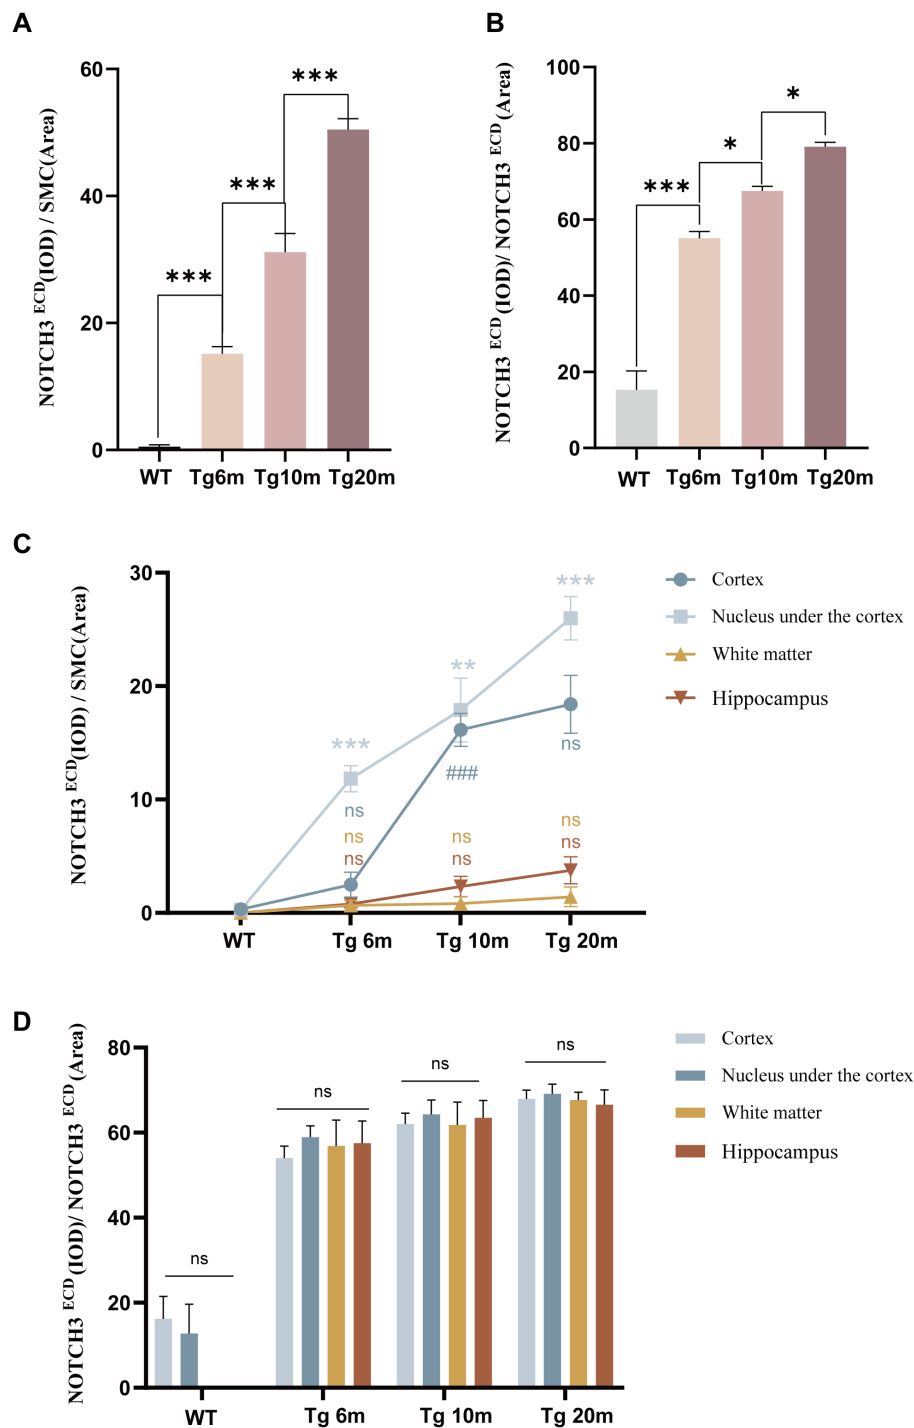 A
NOTCH3 ECD(IOD) / SMC(Area)
60
40
20
0
***
***
***
WT Tg6m Tg10m Tg20m
B
NOTCH3 ECD(IOD)/ NOTCH3 ECD(Area)
100
80
60
40
20
0
***
*
*
WT Tg6m Tg10m Tg20m
C
NOTCH3 ECD(IOD) / SMC(Area)
30
20
10
0
***
ns
ns
ns
**
###
ns
ns
***
ns
ns
ns
WT Tg 6m Tg 10m Tg 20m
Cortex
Nucleus under the cortex
White matter
Hippocampus
D
NOTCH3 ECD(IOD)/ NOTCH3 ECD(Area)
80
60
40
20
0
ns
ns
ns
ns
WT Tg 6m Tg 10m Tg 20m
Cortex
Nucleus under the cortex
White matter
Hippocampus